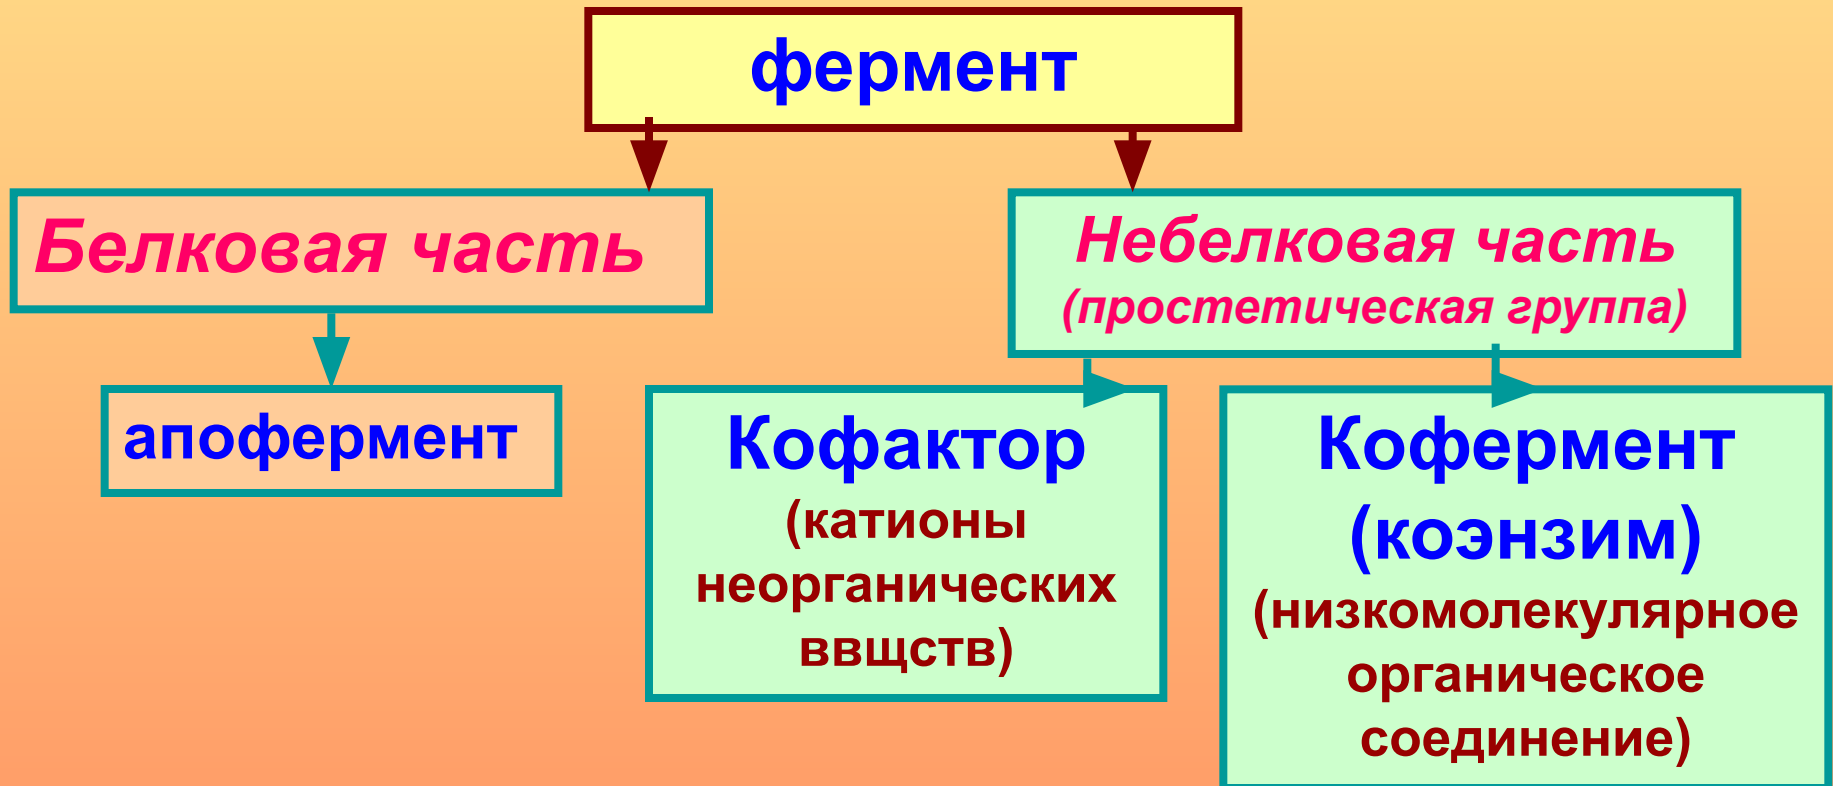 фермент
Белковая часть
Небелковая часть
(простетическая группа)
апофермент
Кофактор
(катионы
неорганических
ввщств)
Кофермент
(коэнзим)
(низкомолекулярное
органическое
соединение)